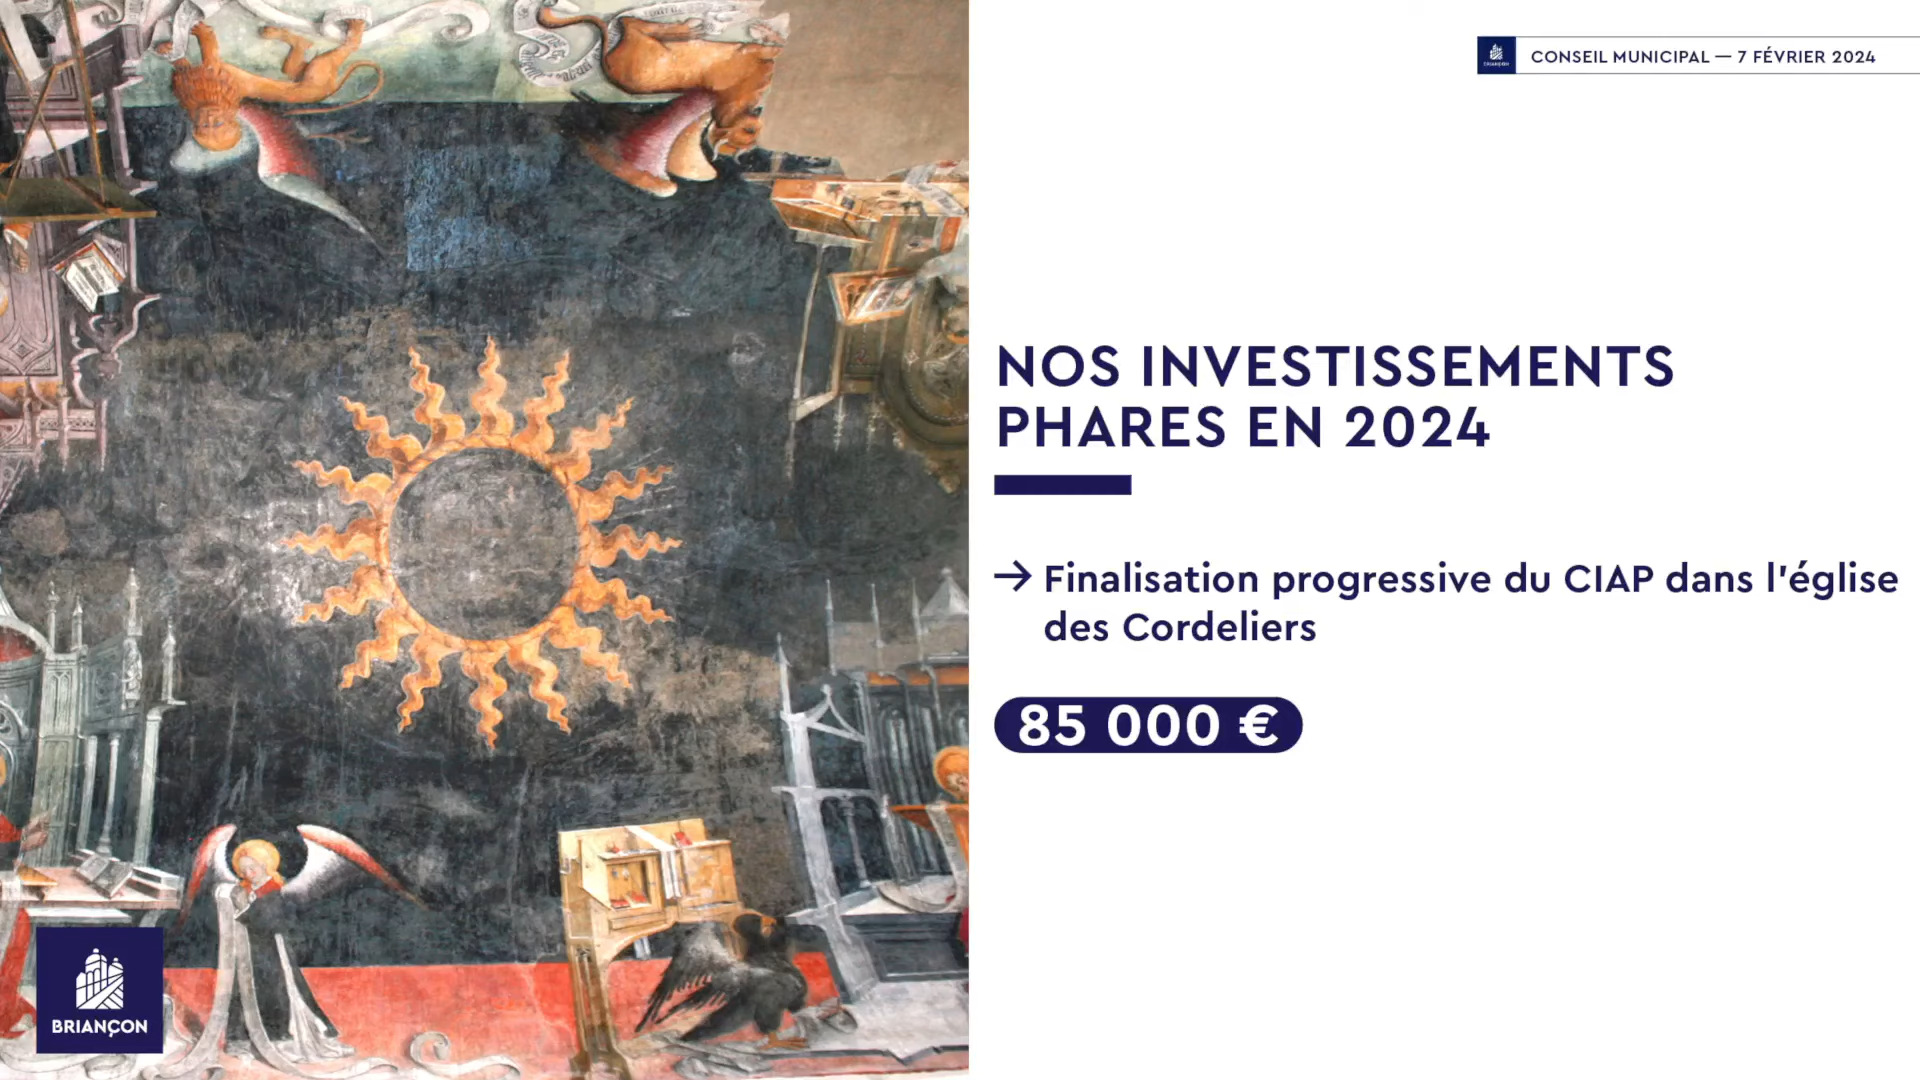 BRIANÇON
CONSEIL MUNICIPAL — 7 FÉVRIER 2024
NOS INVESTISSEMENTS
PHARES EN 2024
→ Finalisation progressive du CIAP dans l'église
des Cordeliers
85 000 €
BRIANÇON